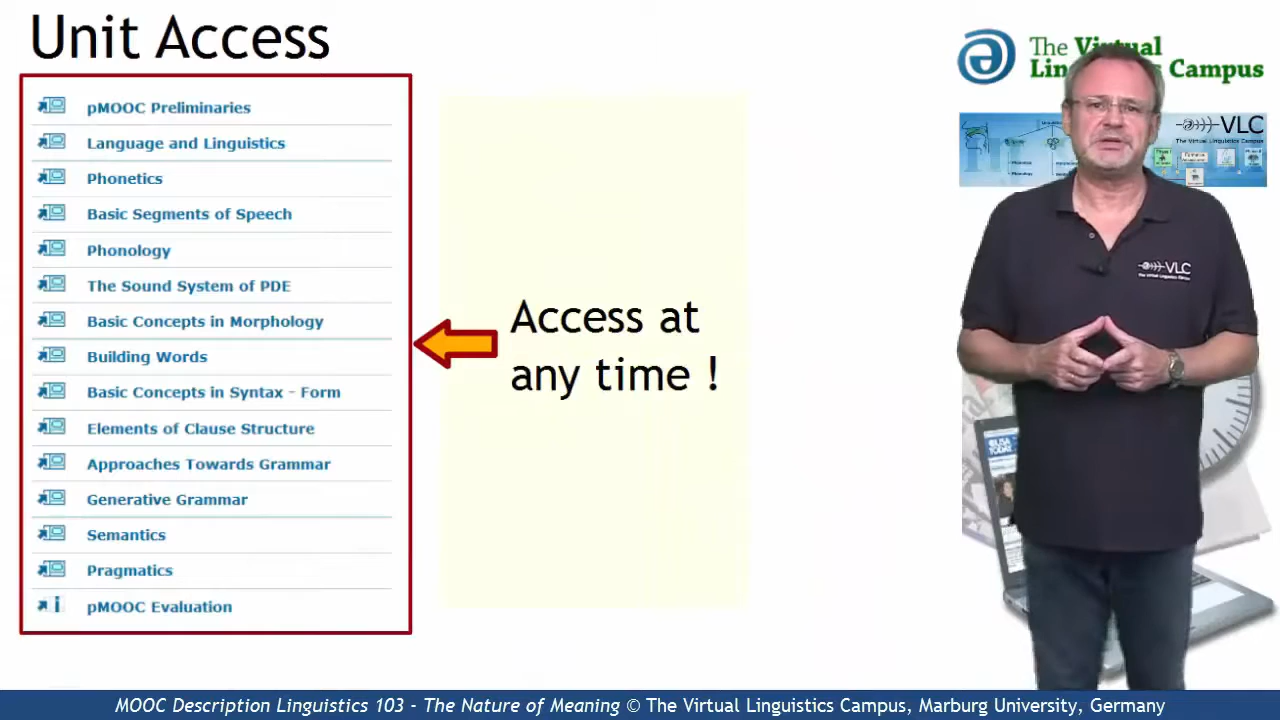 Unit Access
pMOOC Preliminaries
Language and Linguistics
Phonetics
Basic Segments of Speech
Phonology
The Sound System of PDE
Basic Concepts in Morphology
Building Words
Basic Concepts in Syntax - Form
Elements of Clause Structure
Approaches Towards Grammar
Generative Grammar
Semantics
Pragmatics
pMOOC Evaluation
Access at
any time !
The
Campus
VLC
The Virtual Linguistics Campus
VLC
MOOC Description Linguistics 103 - The Nature of Meaning © The Virtual Linguistics Campus, Marburg University, Germany